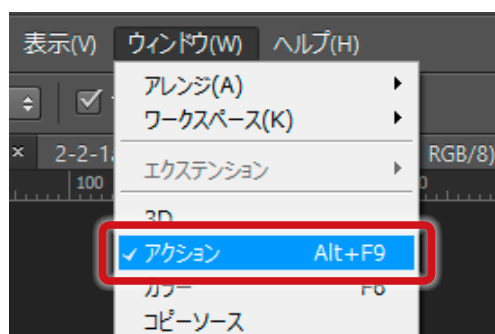 表示(V) ウィンドウ(W) ヘルプ(H)
アレンジ(A)
ワークスペース(K)
× 2-2-1 RGB/8)
エクステンション
100
3D
✓ アクション Alt+F9
カラー F6
コピーソース